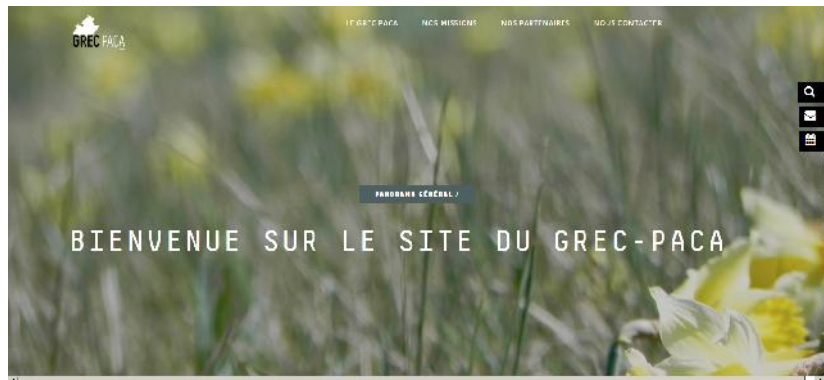 GREC-PACA
LE GREC-PACA NOS MISSIONS NOS PARTENAIRES NOUS CONTACTER
PANORAMA GÉNÉRAL /
BIENVENUE SUR LE SITE DU GREC-PACA